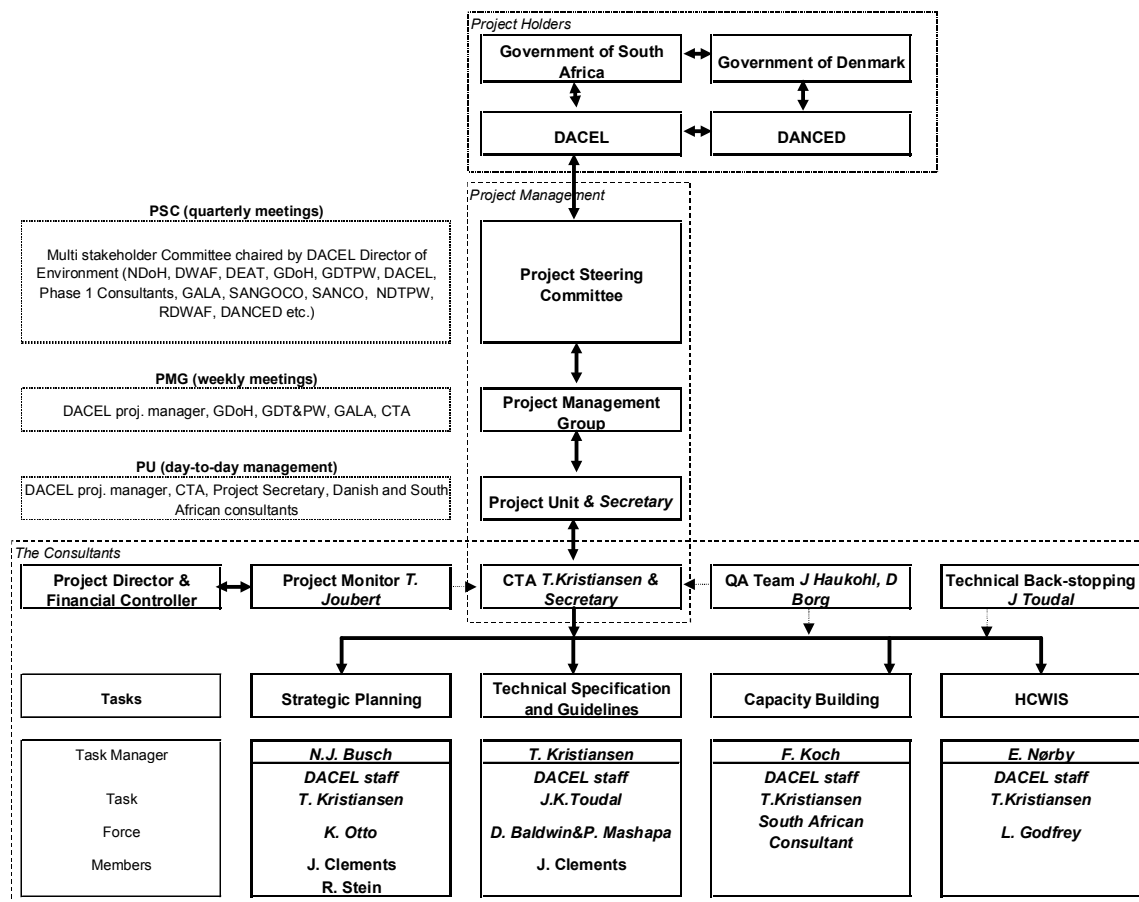 Project Holders
Government of South
Africa
Government of Denmark
DACEL
DANCED
Project Management
PSC (quarterly meetings)
Multi stakeholder Committee chaired by DACEL Director of
Environment (NDoH, DWAF, DEAT, GDoH, GDTPW, DACEL,
Phase 1 Consultants, GALA, SANGOCO, SANCO, NDTPW,
RDWAF, DANCED etc.)
Project Steering
Committee
PMG (weekly meetings)
DACEL proj. manager, GDoH, GDT&PW, GALA, CTA
Project Management
Group
PU (day-to-day management)
DACEL proj. manager, CTA, Project Secretary, Danish and South
African consultants
Project Unit & Secretary
The Consultants
Project Director &
Financial Controller
Project Monitor T.
Joubert
CTA T.Kristiansen &
Secretary
QA Team J Haukohl, D
Borg
Technical Back-stopping
J Toudal
Tasks
Strategic Planning
Technical Specification
and Guidelines
Capacity Building
HCWIS
Task Manager
Task
Force
Members
N.J. Busch
DACEL staff
T. Kristiansen
K. Otto
J. Clements
R. Stein
T. Kristiansen
DACEL staff
J.K.Toudal
D. Baldwin&P. Mashapa
J. Clements
F. Koch
DACEL staff
T.Kristiansen
South African
Consultant
E. Nørby
DACEL staff
T.Kristiansen
L. Godfrey